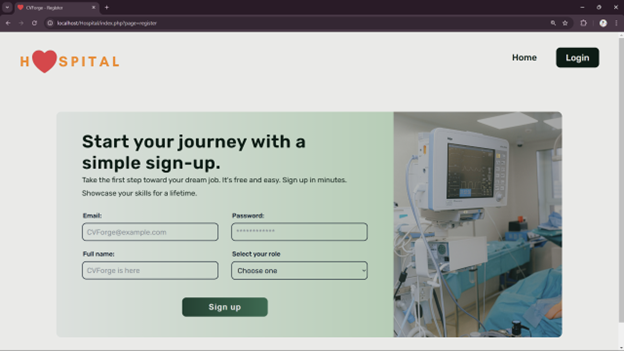 CVForge - Register
localhost/Hospital/index.php?page=register
H SPITAL
Home
Login
Start your journey with a
simple sign-up.
Take the first step toward your dream job. It's free and easy. Sign up in minutes.
Showcase your skills for a lifetime.
Email:
Password:
CVForge@example.com
************
Full name:
Select your role
CVForge is here
Choose one
Sign up